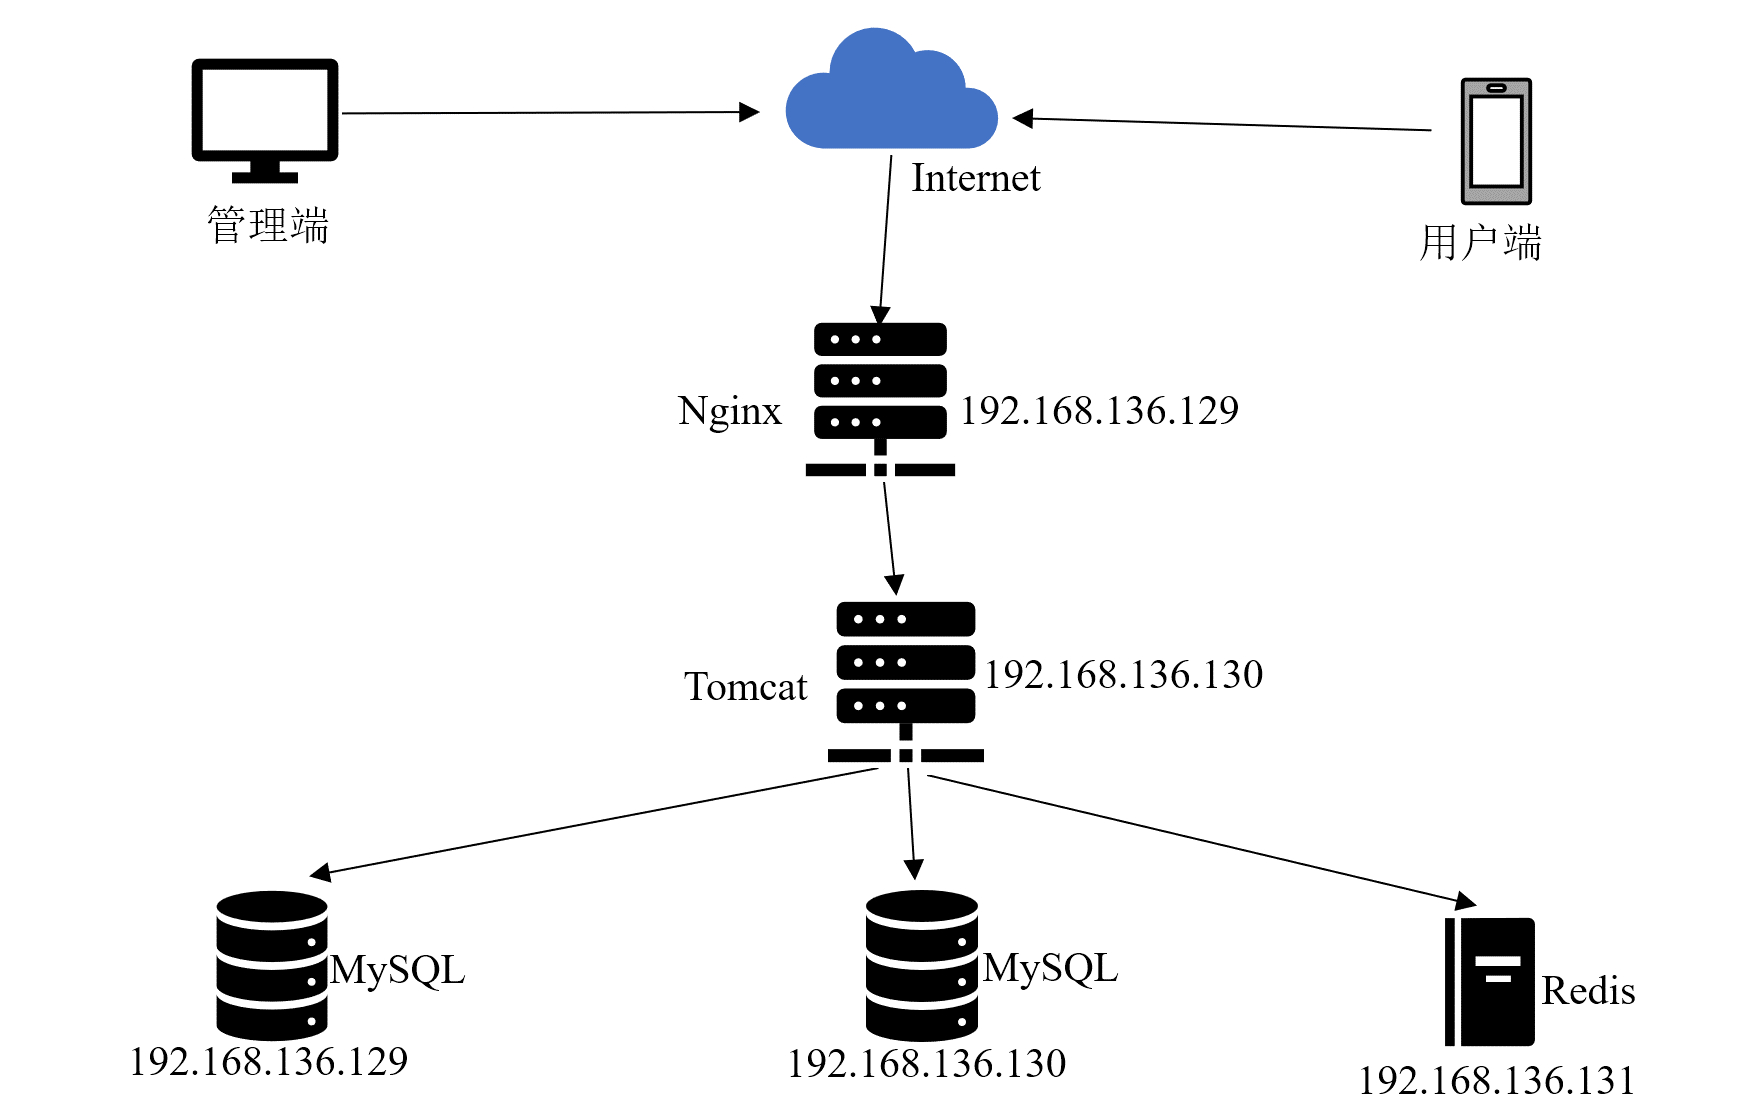 Internet
管理端
用户端
Nginx
192.168.136.129
Tomcat
192.168.136.130
MySQL
192.168.136.129
MySQL
192.168.136.130
Redis
192.168.136.131